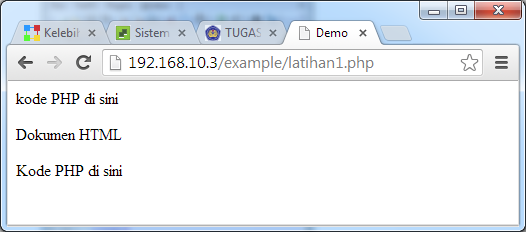 Kelebih
Sistem
TUGAS
Demo
192.168.10.3/example/latihan1.php
kode PHP di sini
Dokumen HTML
Kode PHP di sini